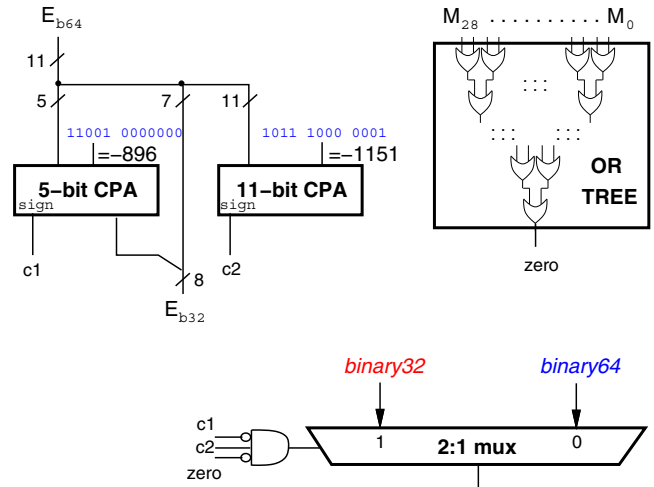 E_b64
11
5
7
11
11001 0000000
=−896
1011 1000 0001
=−1151
5−bit CPA
sign
11−bit CPA
sign
c1
c2
8
E_b32
M_28 .......... M_0
: : :
: : :
: : :
OR
TREE
zero
binary32
binary64
c1
c2
zero
1
2:1 mux
0